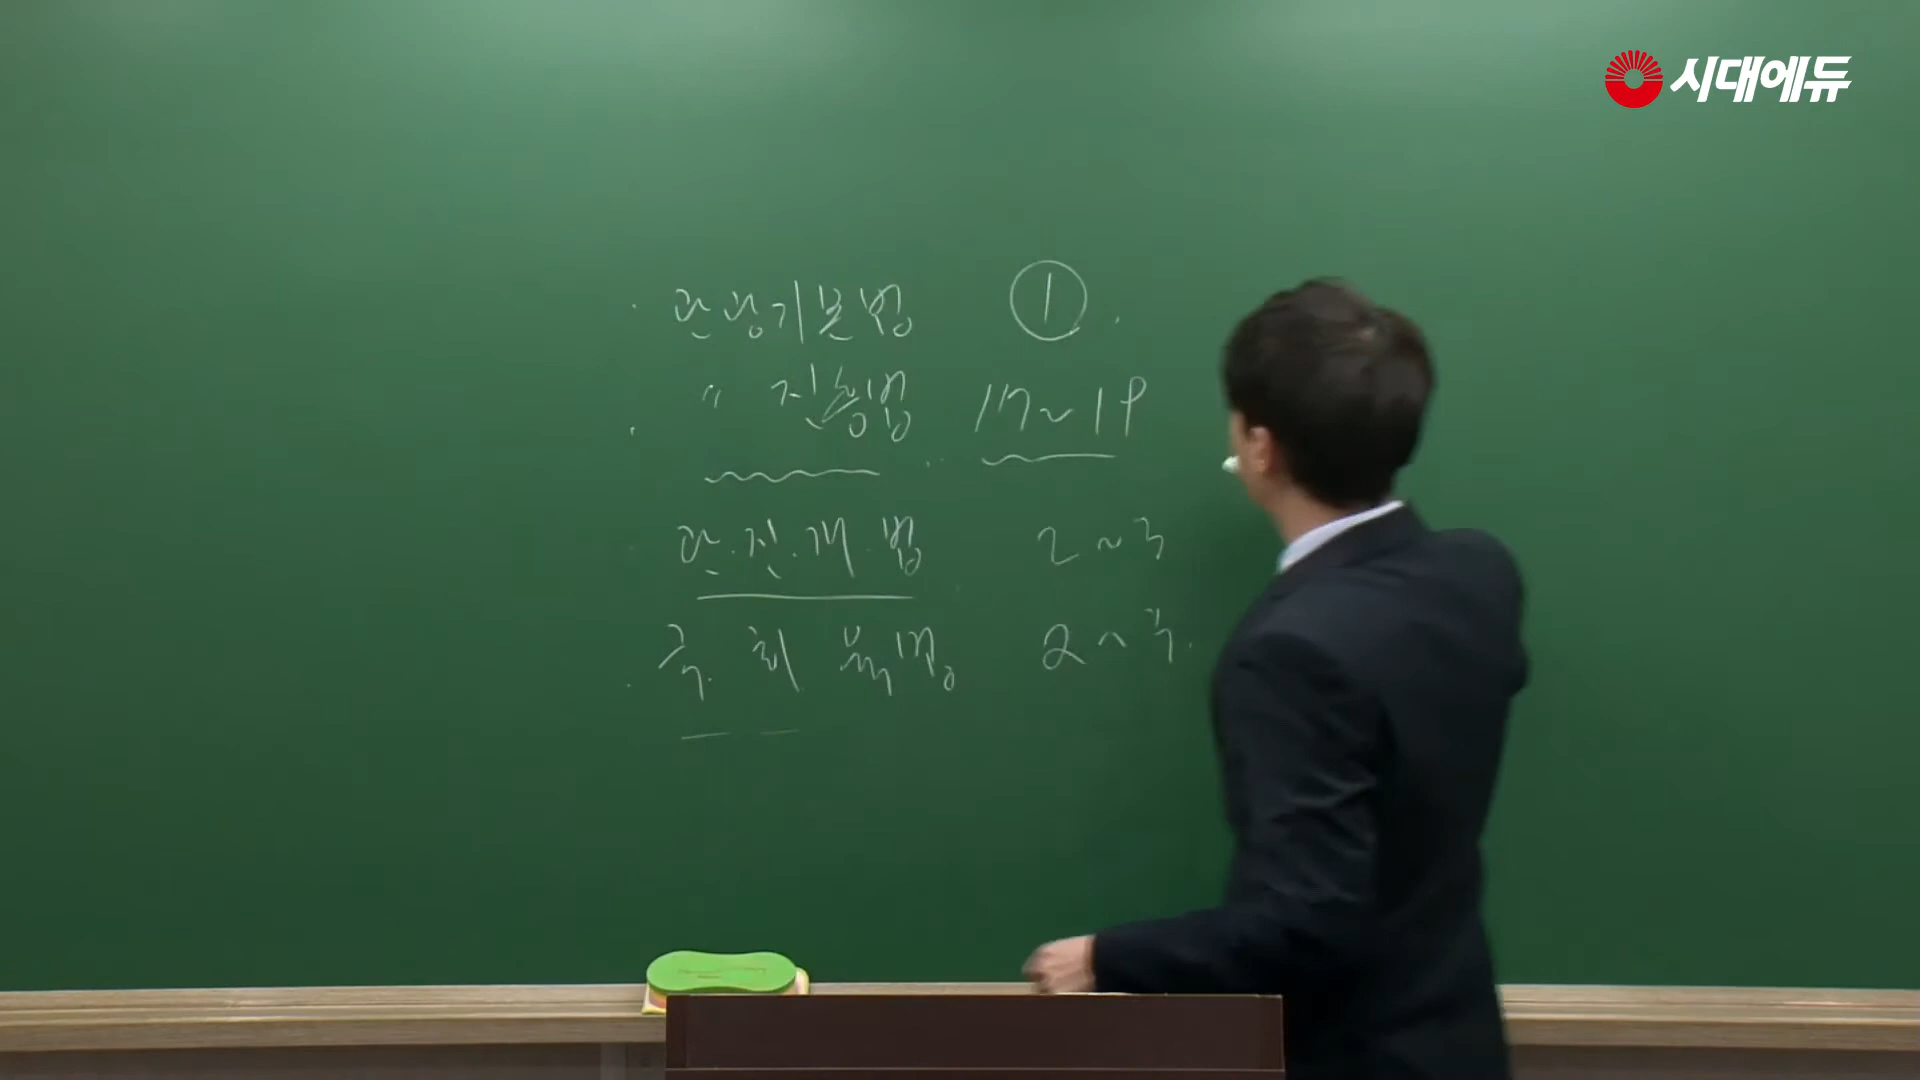 시대에듀
관광기본법 ①
〃 진흥법 17~19
관.진.개.법 2~3
국 회 육법 2~3